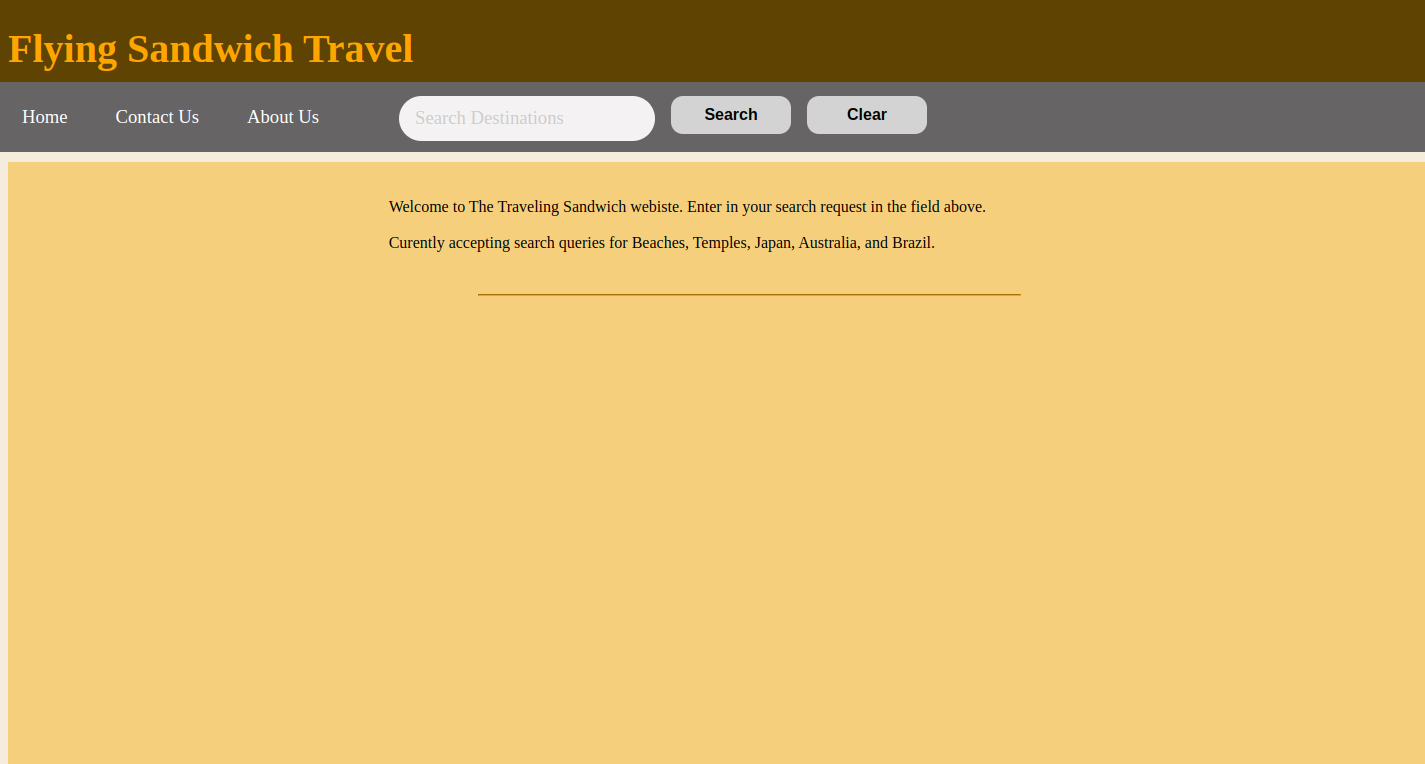 Flying Sandwich Travel
Home Contact Us About Us Search Destinations Search Clear
Welcome to The Traveling Sandwich webiste. Enter in your search request in the field above.
Curently accepting search queries for Beaches, Temples, Japan, Australia, and Brazil.